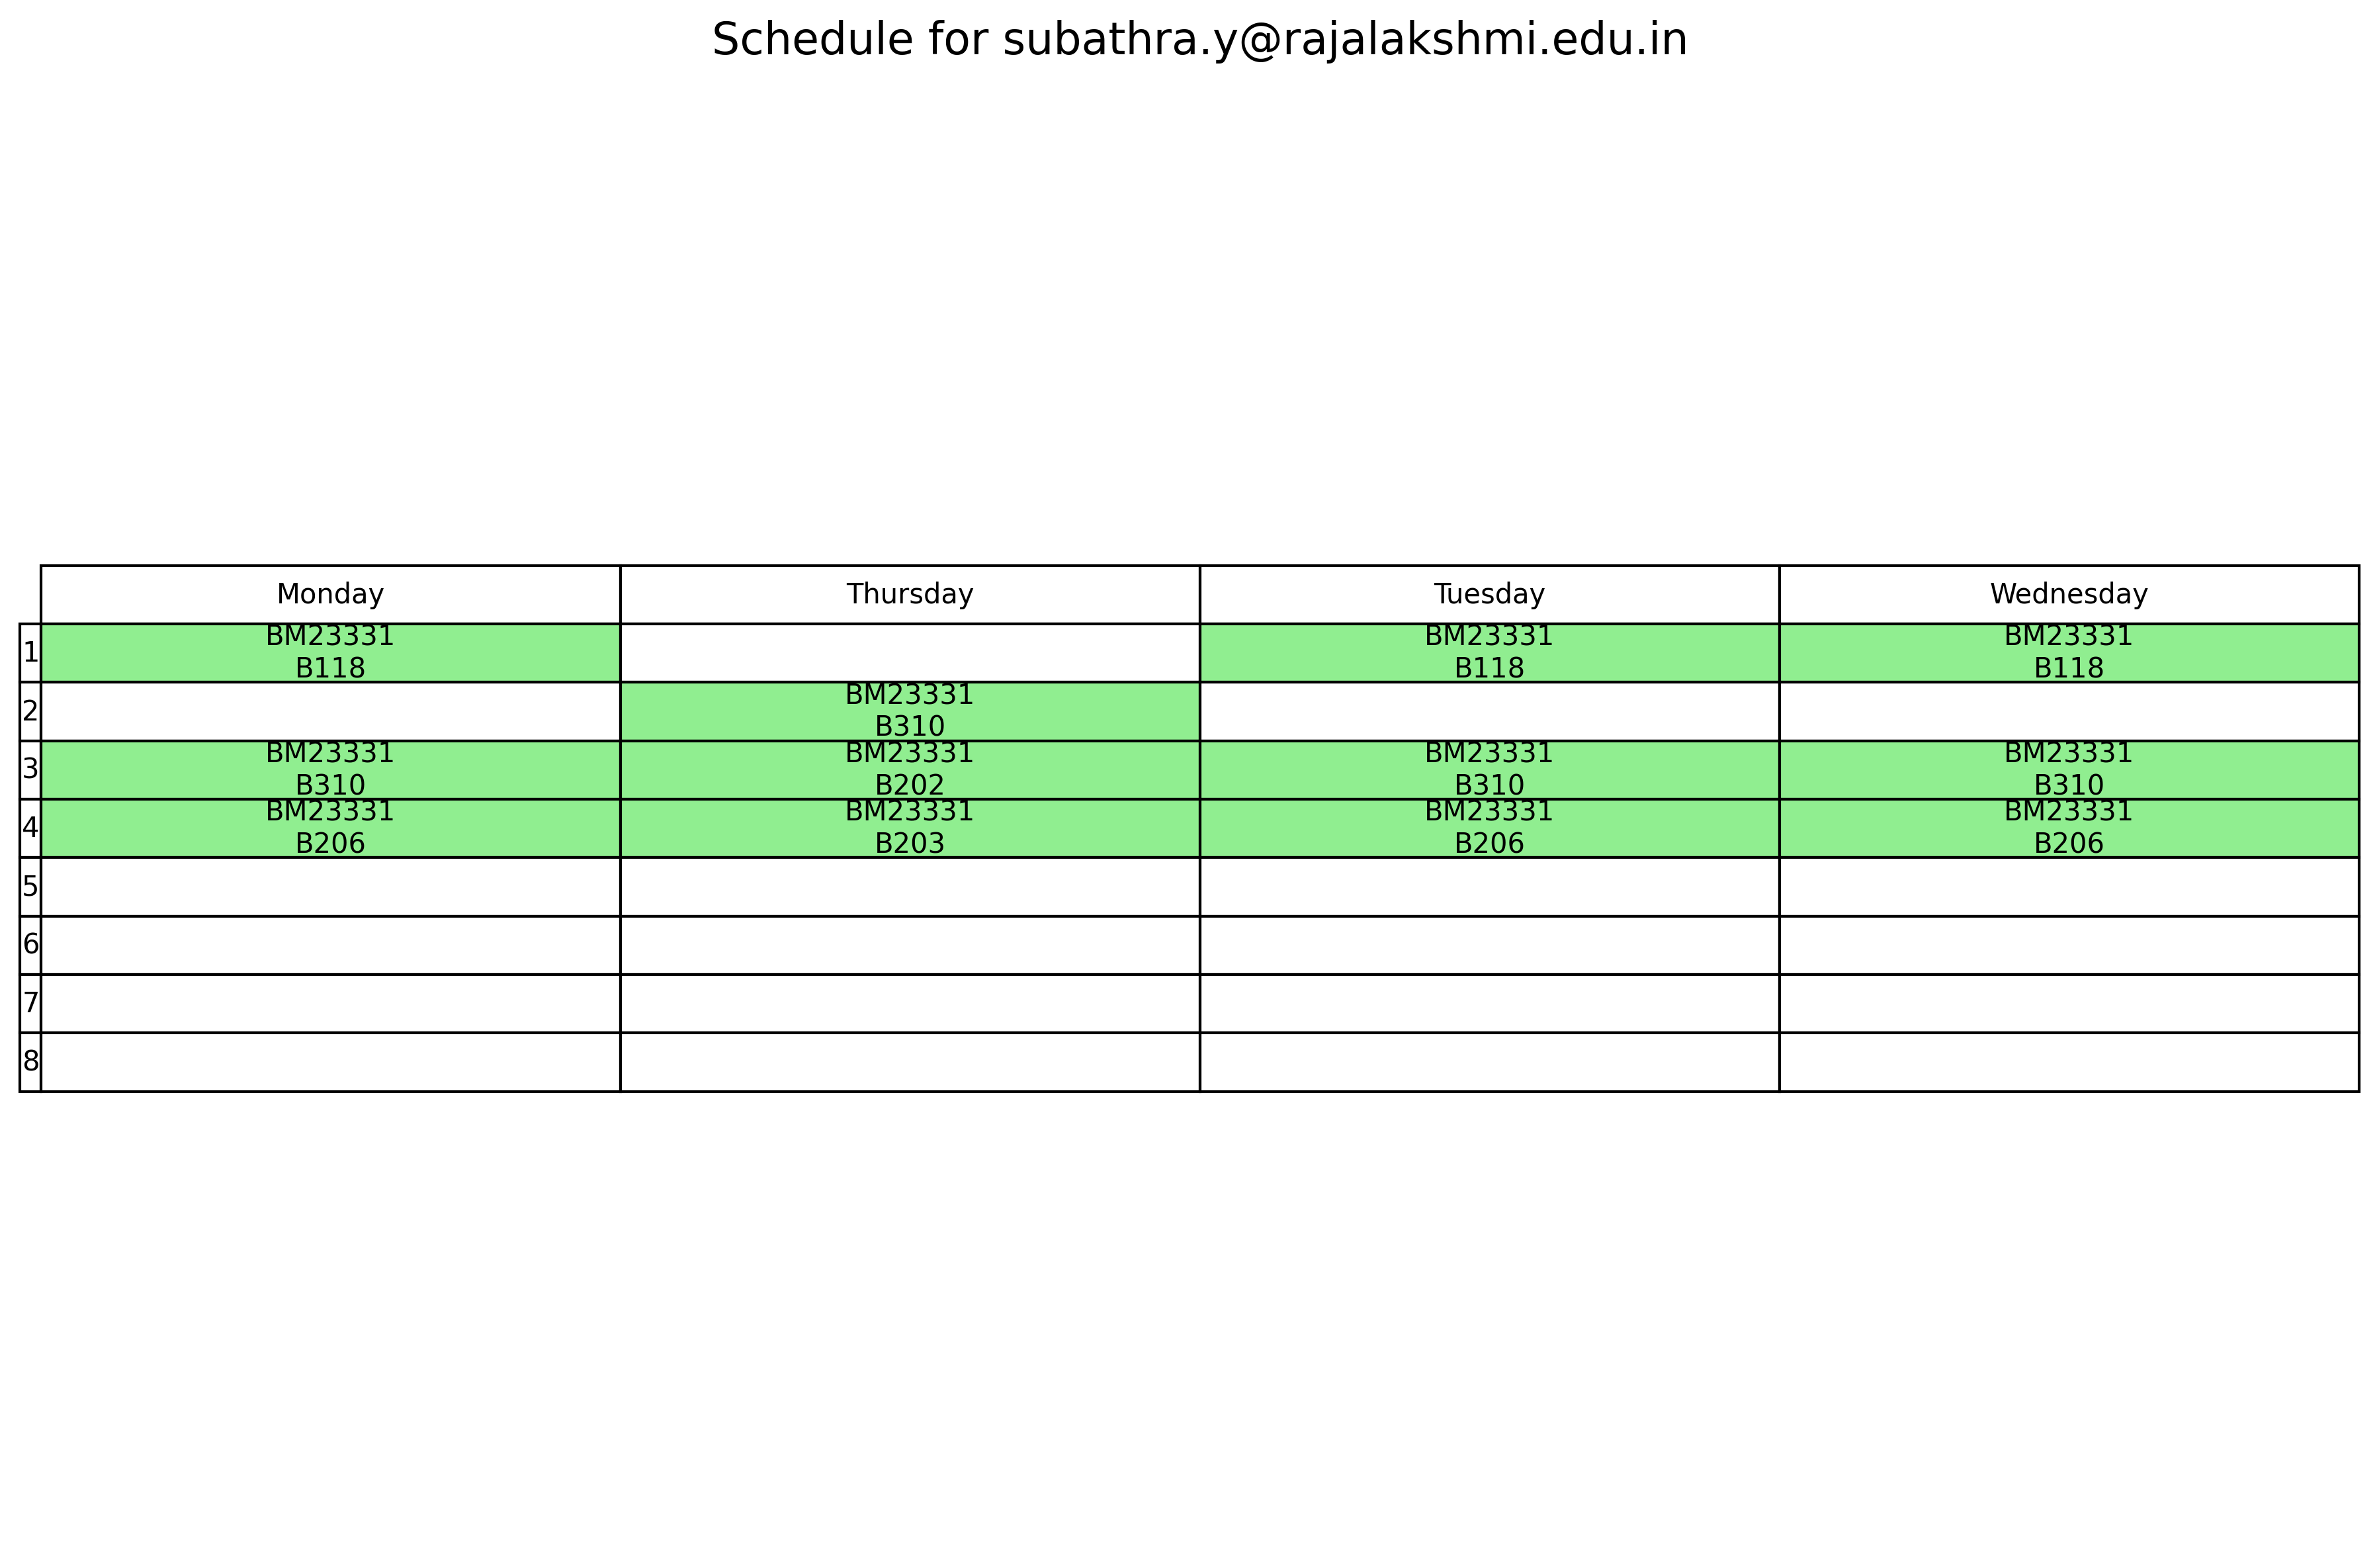 Schedule for subathra.y@rajalakshmi.edu.in
Monday Thursday Tuesday Wednesday
1 BM23331 BM23331 BM23331
B118 B118 B118
2 BM23331
B310
3 BM23331 BM23331 BM23331 BM23331
B310 B202 B310 B310
4 BM23331 BM23331 BM23331 BM23331
B206 B203 B206 B206
5
6
7
8